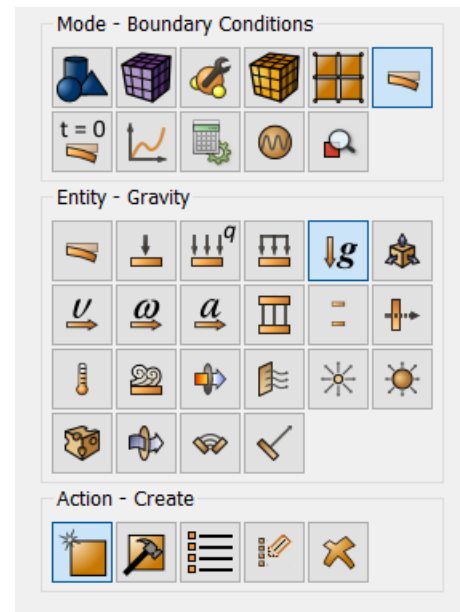 Mode - Boundary Conditions
t = 0
Entity - Gravity
q
g
υ ω a
Action - Create